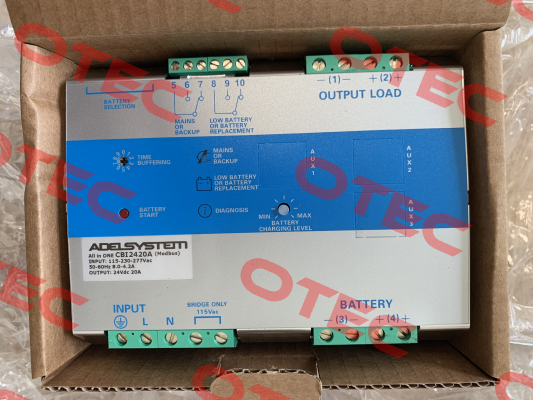 5 6 7 8 9 10
BATTERY
SELECTION
MAINS
OR
BACKUP
LOW BATTERY
OR BATTERY
REPLACEMENT
— (1) — + (2) +
OUTPUT LOAD
TIME
BUFFERING
MAINS
OR
BACKUP
LOW BATTERY
OR BATTERY
REPLACEMENT
BATTERY
START
DIAGNOSIS
MIN MAX
BATTERY
CHARGING LEVEL
AUX1
AUX2
AUX3
ADELSYSTEM
All in ONE CBI2420A (Modbus)
INPUT: 115-230-277Vac
50-60Hz 8.0-4.2A
OUTPUT: 24Vdc 20A
INPUT
L N
BRIDGE ONLY
115Vac
BATTERY
— (3) — + (4) +
OTEC
OTEC
OTEC
OTEC
OTEC
OTEC